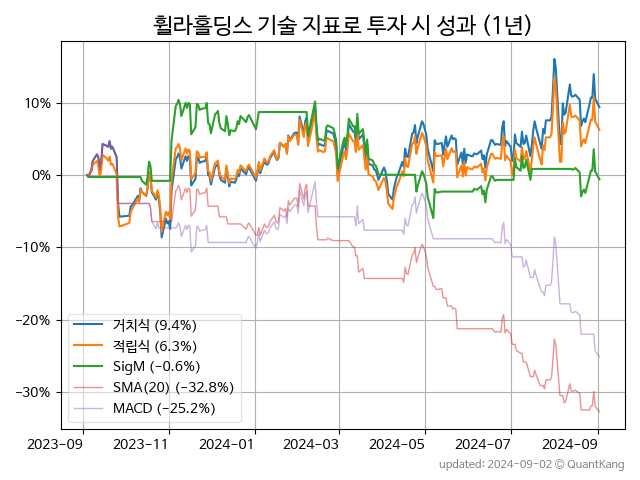 휠라홀딩스 기술 지표로 투자 시 성과 (1년)
10%
0%
−10%
−20%
−30%
거치식 (9.4%)
적립식 (6.3%)
SigM (−0.6%)
SMA(20) (−32.8%)
MACD (−25.2%)
2023-09 2023-11 2024-01 2024-03 2024-05 2024-07 2024-09
updated: 2024-09-02 © QuantKang